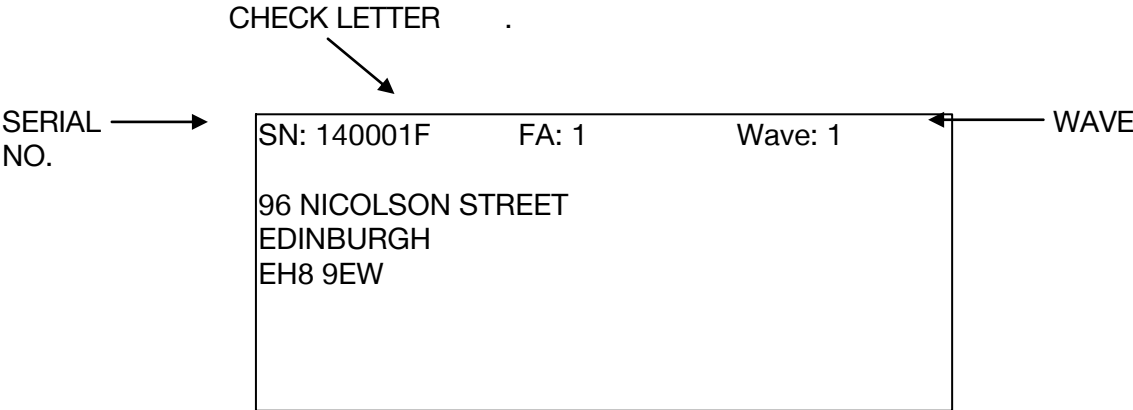 CHECK LETTER .
SERIAL
NO.
SN: 140001F FA: 1 Wave: 1
WAVE
96 NICOLSON STREET
EDINBURGH
EH8 9EW